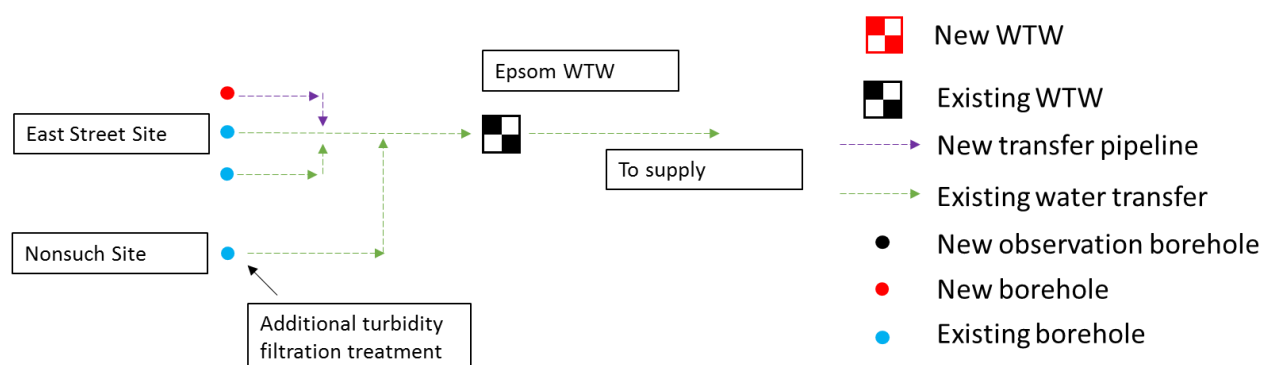 Epsom WTW
East Street Site
To supply
Nonsuch Site
Additional turbidity
filtration treatment
New WTW
Existing WTW
New transfer pipeline
Existing water transfer
New observation borehole
New borehole
Existing borehole